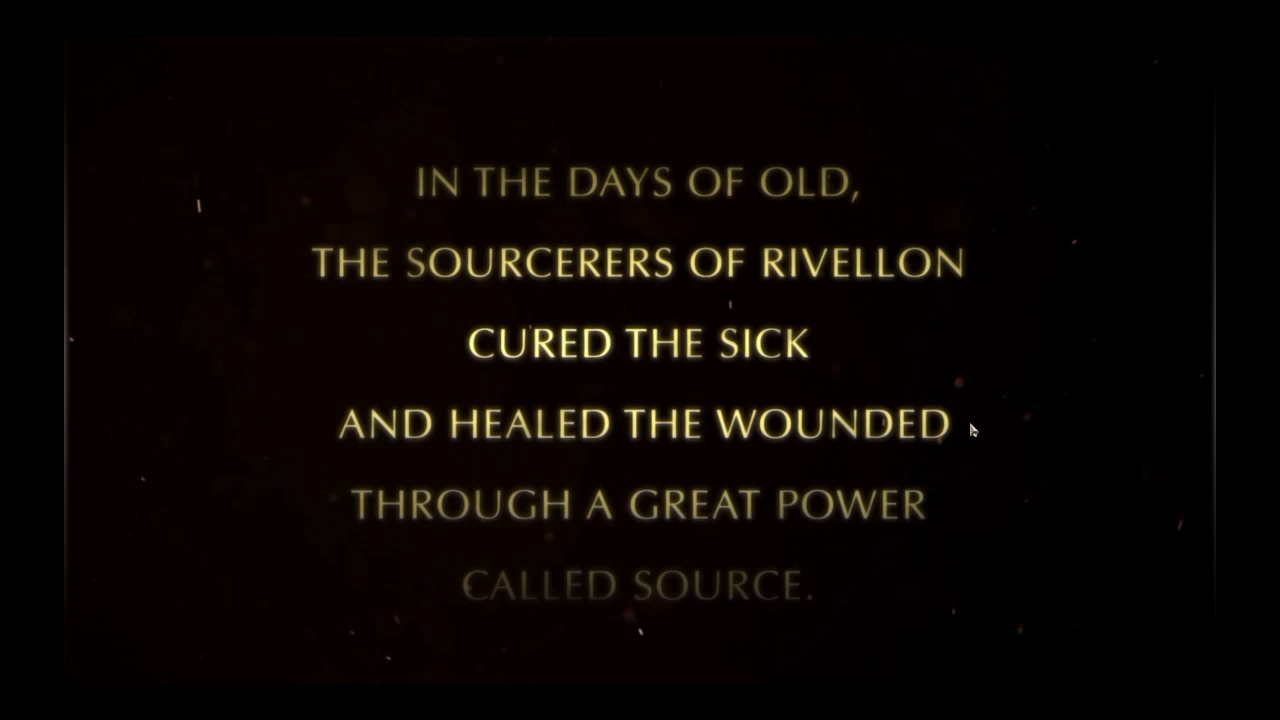 IN THE DAYS OF OLD,
THE SOURCERERS OF RIVELLON
CURED THE SICK
AND HEALED THE WOUNDED
THROUGH A GREAT POWER
CALLED SOURCE.